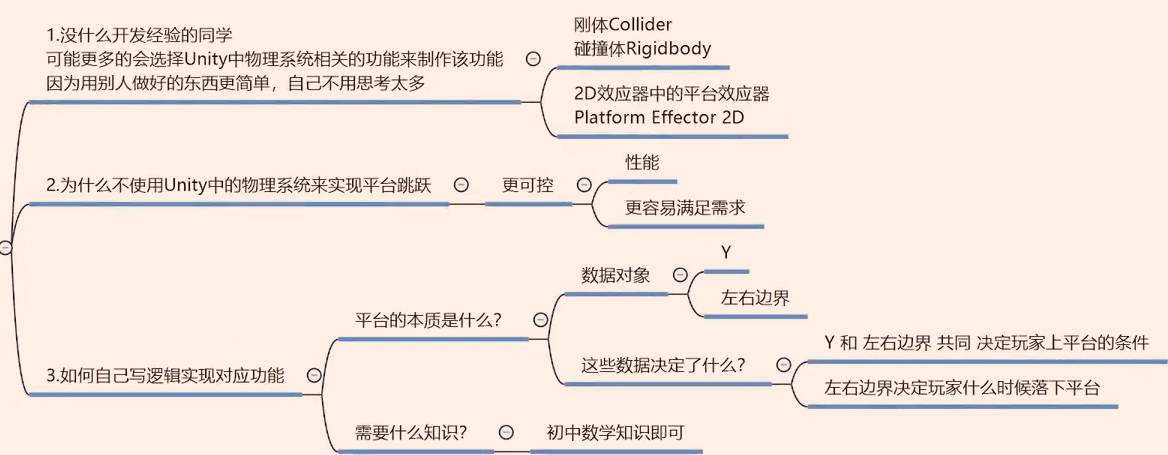 1.没什么开发经验的同学
可能更多的会选择Unity中物理系统相关的功能来制作该功能
因为用别人做好的东西更简单，自己不用思考太多
刚体Collider
碰撞体Rigidbody
2D效应器中的平台效应器
Platform Effector 2D
2.为什么不使用Unity中的物理系统来实现平台跳跃
更可控
性能
更容易满足需求
3.如何自己写逻辑实现对应功能
平台的本质是什么？
数据对象
Y
左右边界
这些数据决定了什么？
Y 和 左右边界 共同 决定玩家上平台的条件
左右边界决定玩家什么时候落下平台
需要什么知识？
初中数学知识即可